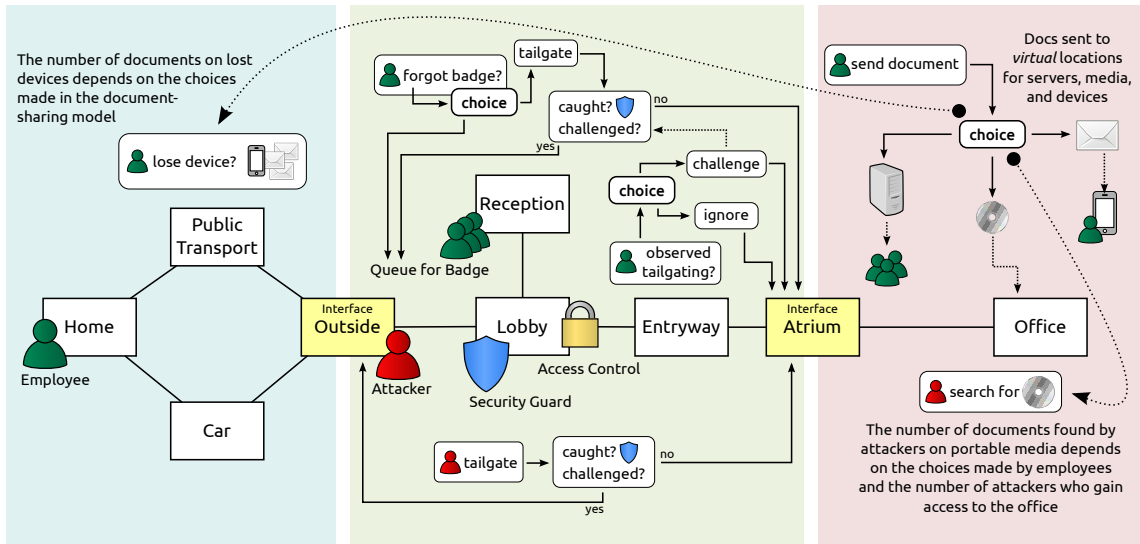 The number of documents on lost
devices depends on the choices
made in the document-
sharing model
lose device?
Public
Transport
Home
Employee
Car
Interface
Outside
Attacker
forgot badge?
choice
tailgate
caught?
challenged?
no
yes
challenge
choice
ignore
observed
tailgating?
Reception
Queue for Badge
Lobby
Access Control
Security Guard
Entryway
Interface
Atrium
tailgate
caught?
challenged?
no
yes
send document
Docs sent to
virtual locations
for servers, media,
and devices
choice
Office
search for
The number of documents found by
attackers on portable media depends
on the choices made by employees
and the number of attackers who gain
access to the office